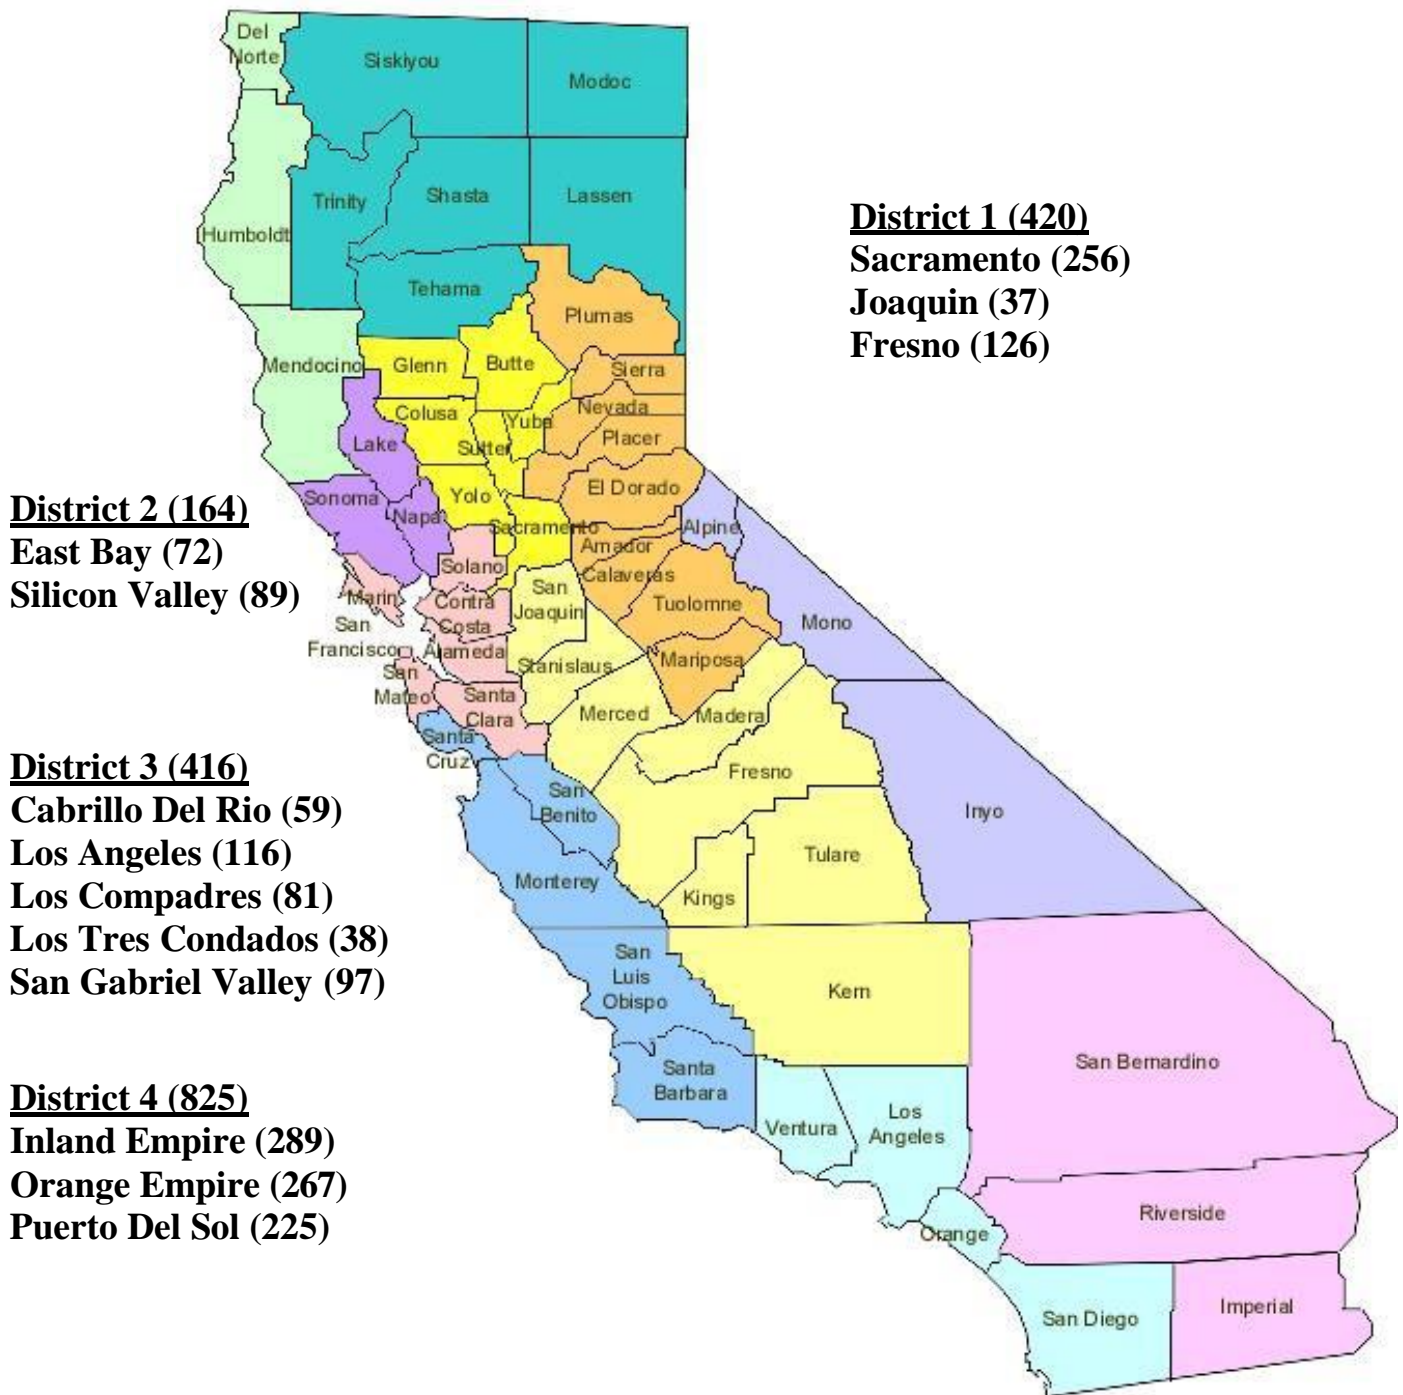 Del
Norte
Siskiyou
Modoc
Humboldt
Trinity
Shasta
Lassen
Tehama
Plumas
Mendocino
Glenn
Butte
Sierra
Colusa
Yuba
Nevada
Sutter
Placer
Lake
El Dorado
Sonoma
Napa
Yolo
Sacramento
Alpine
Amador
Solano
Calaveras
Marin
Contra
Costa
San
Joaquin
Tuolomne
Mono
San
Francisco
Alameda
Stanislaus
Mariposa
San
Mateo
Santa
Clara
Merced
Madera
Santa
Cruz
Fresno
San
Benito
Inyo
Tulare
Monterey
Kings
San
Luis
Obispo
Kern
Santa
Barbara
San Bernardino
Ventura
Los
Angeles
Riverside
Orange
San Diego
Imperial
District 1 (420)
Sacramento (256)
Joaquin (37)
Fresno (126)
District 2 (164)
East Bay (72)
Silicon Valley (89)
District 3 (416)
Cabrillo Del Rio (59)
Los Angeles (116)
Los Compadres (81)
Los Tres Condados (38)
San Gabriel Valley (97)
District 4 (825)
Inland Empire (289)
Orange Empire (267)
Puerto Del Sol (225)